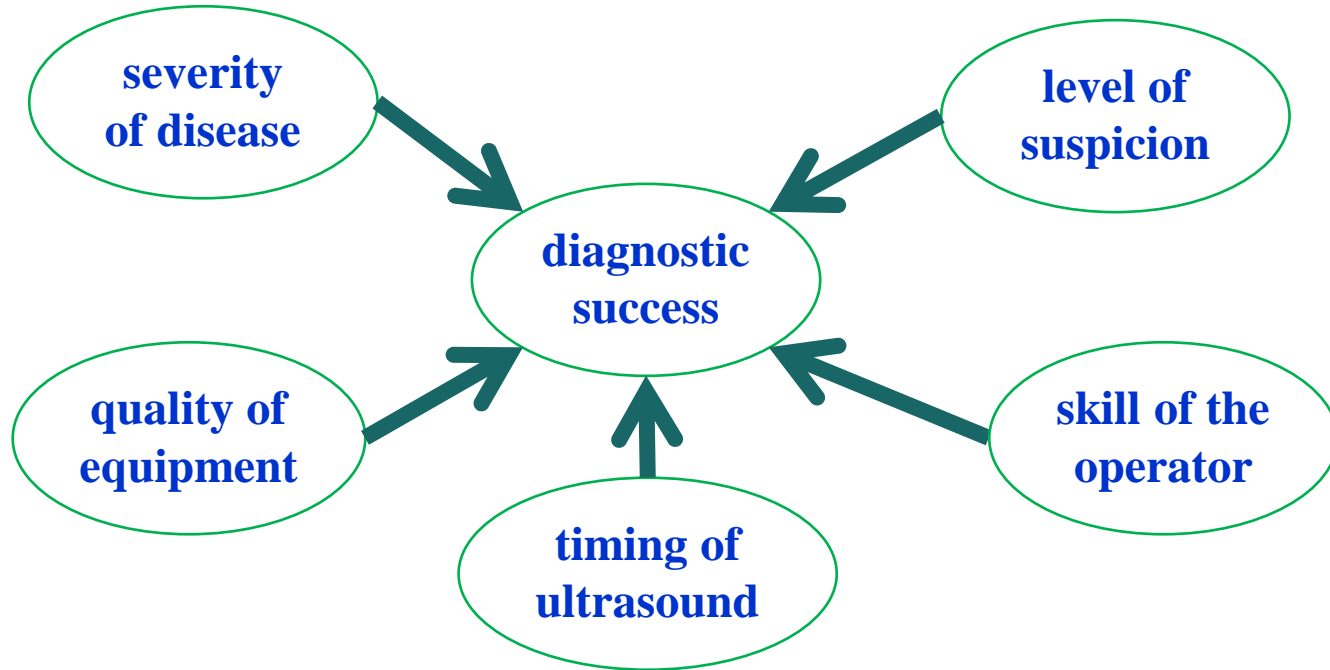 severity
of disease
level of
suspicion
diagnostic
success
quality of
equipment
skill of the
operator
timing of
ultrasound